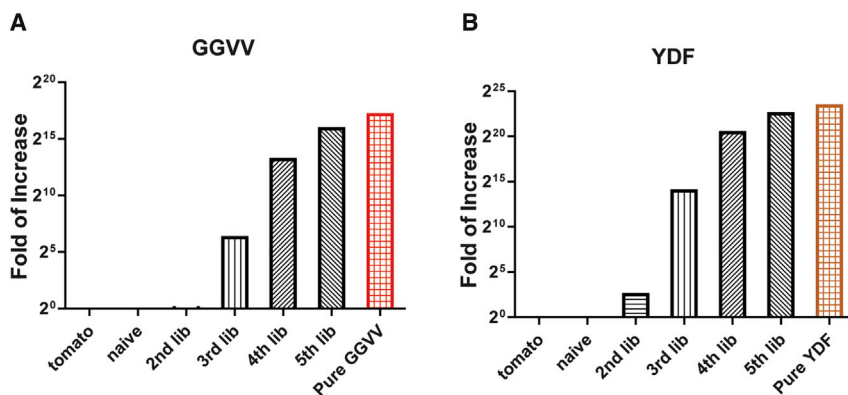 A
GGVV
Fold of Increase
2^20
2^15
2^10
2^5
2^0
tomato
naive
2nd lib
3rd lib
4th lib
5th lib
Pure GGVV
B
YDF
Fold of Increase
2^25
2^20
2^15
2^10
2^5
2^0
tomato
naive
2nd lib
3rd lib
4th lib
5th lib
Pure YDF